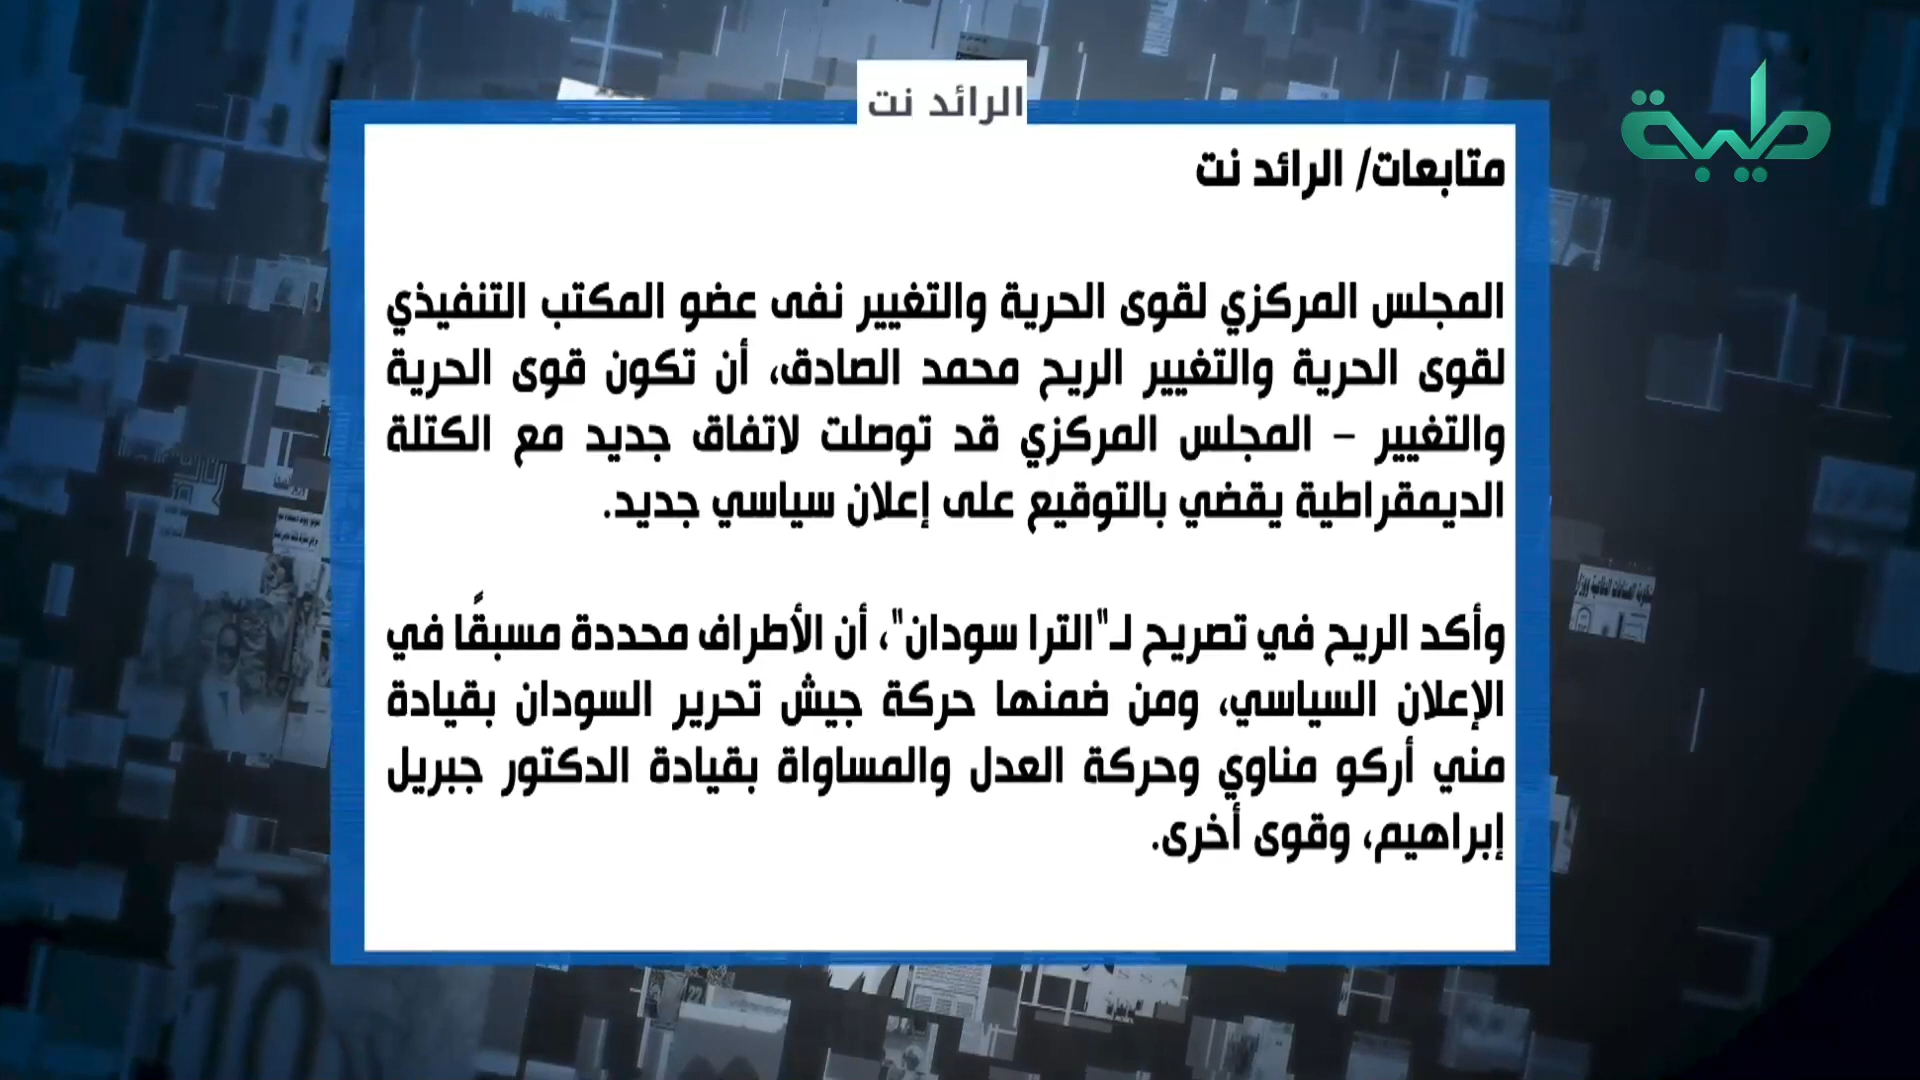 الرائد نت
طيبة
متابعات/ الرائد نت
المجلس المركزي لقوى الحرية والتغيير نفى عضو المكتب التنفيذي
لقوى الحرية والتغيير الريح محمد الصادق، أن تكون قوى الحرية
والتغيير – المجلس المركزي قد توصلت لاتفاق جديد مع الكتلة
الديمقراطية يقضي بالتوقيع على إعلان سياسي جديد.
وأكد الريح في تصريح لـ"الترا سودان"، أن الأطراف محددة مسبقًا في
الإعلان السياسي، ومن ضمنها حركة جيش تحرير السودان بقيادة
مني أركو مناوي وحركة العدل والمساواة بقيادة الدكتور جبريل
إبراهيم، وقوى أخرى.
10